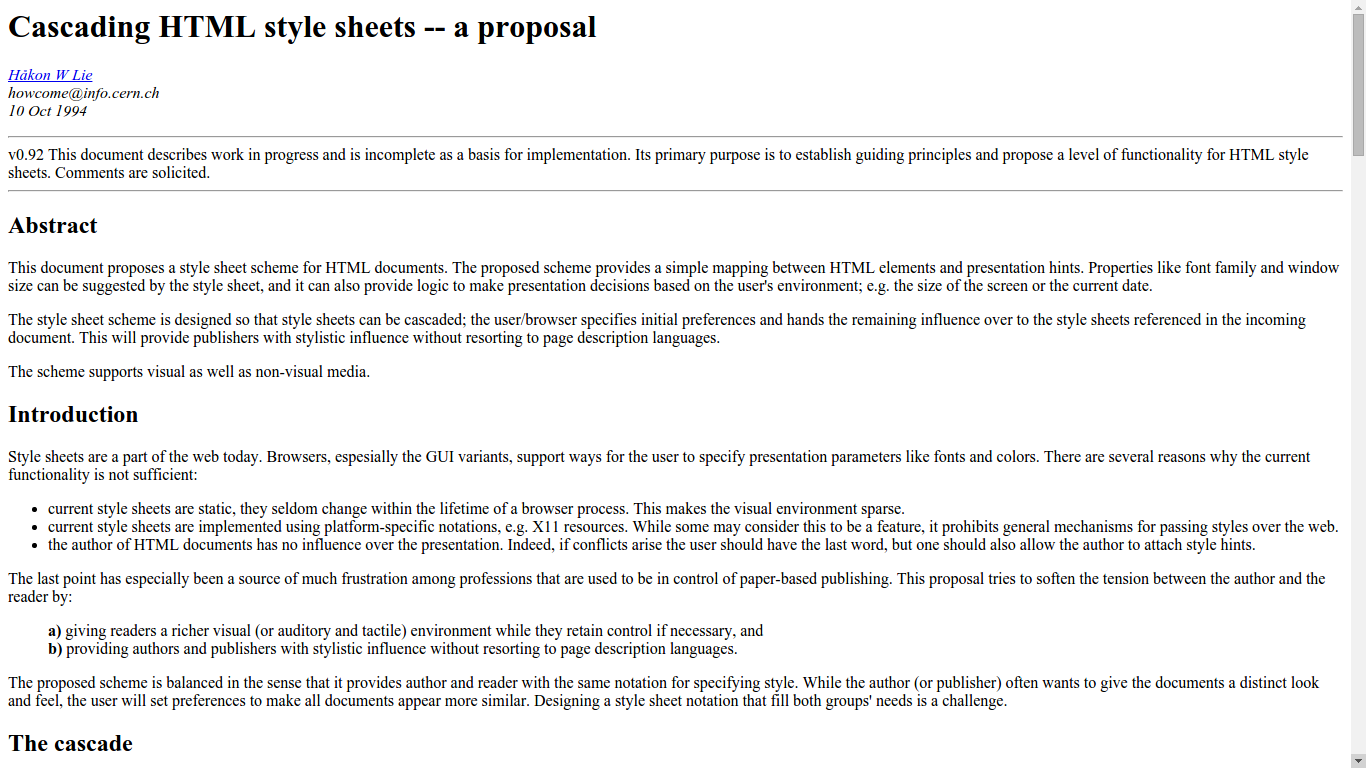 Cascading HTML style sheets -- a proposal
Håkon W Lie
howcome@info.cern.ch
10 Oct 1994
v0.92 This document describes work in progress and is incomplete as a basis for implementation. Its primary purpose is to establish guiding principles and propose a level of functionality for HTML style
sheets. Comments are solicited.
Abstract
This document proposes a style sheet scheme for HTML documents. The proposed scheme provides a simple mapping between HTML elements and presentation hints. Properties like font family and window
size can be suggested by the style sheet, and it can also provide logic to make presentation decisions based on the user's environment; e.g. the size of the screen or the current date.
The style sheet scheme is designed so that style sheets can be cascaded; the user/browser specifies initial preferences and hands the remaining influence over to the style sheets referenced in the incoming
document. This will provide publishers with stylistic influence without resorting to page description languages.
The scheme supports visual as well as non-visual media.
Introduction
Style sheets are a part of the web today. Browsers, espesially the GUI variants, support ways for the user to specify presentation parameters like fonts and colors. There are several reasons why the current
functionality is not sufficient:
• current style sheets are static, they seldom change within the lifetime of a browser process. This makes the visual environment sparse.
• current style sheets are implemented using platform-specific notations, e.g. X11 resources. While some may consider this to be a feature, it prohibits general mechanisms for passing styles over the web.
• the author of HTML documents has no influence over the presentation. Indeed, if conflicts arise the user should have the last word, but one should also allow the author to attach style hints.
The last point has especially been a source of much frustration among professions that are used to be in control of paper-based publishing. This proposal tries to soften the tension between the author and the
reader by:
a) giving readers a richer visual (or auditory and tactile) environment while they retain control if necessary, and
b) providing authors and publishers with stylistic influence without resorting to page description languages.
The proposed scheme is balanced in the sense that it provides author and reader with the same notation for specifying style. While the author (or publisher) often wants to give the documents a distinct look
and feel, the user will set preferences to make all documents appear more similar. Designing a style sheet notation that fill both groups' needs is a challenge.
The cascade